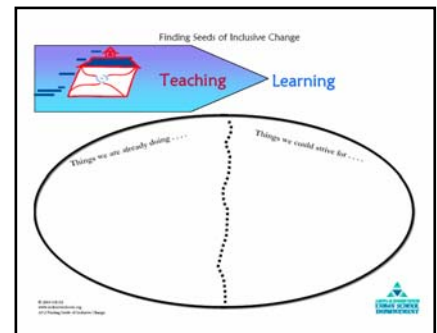 Finding Seeds of Inclusive Change
Teaching Learning
Things we are already doing . . . .
Things we could strive for . . . .